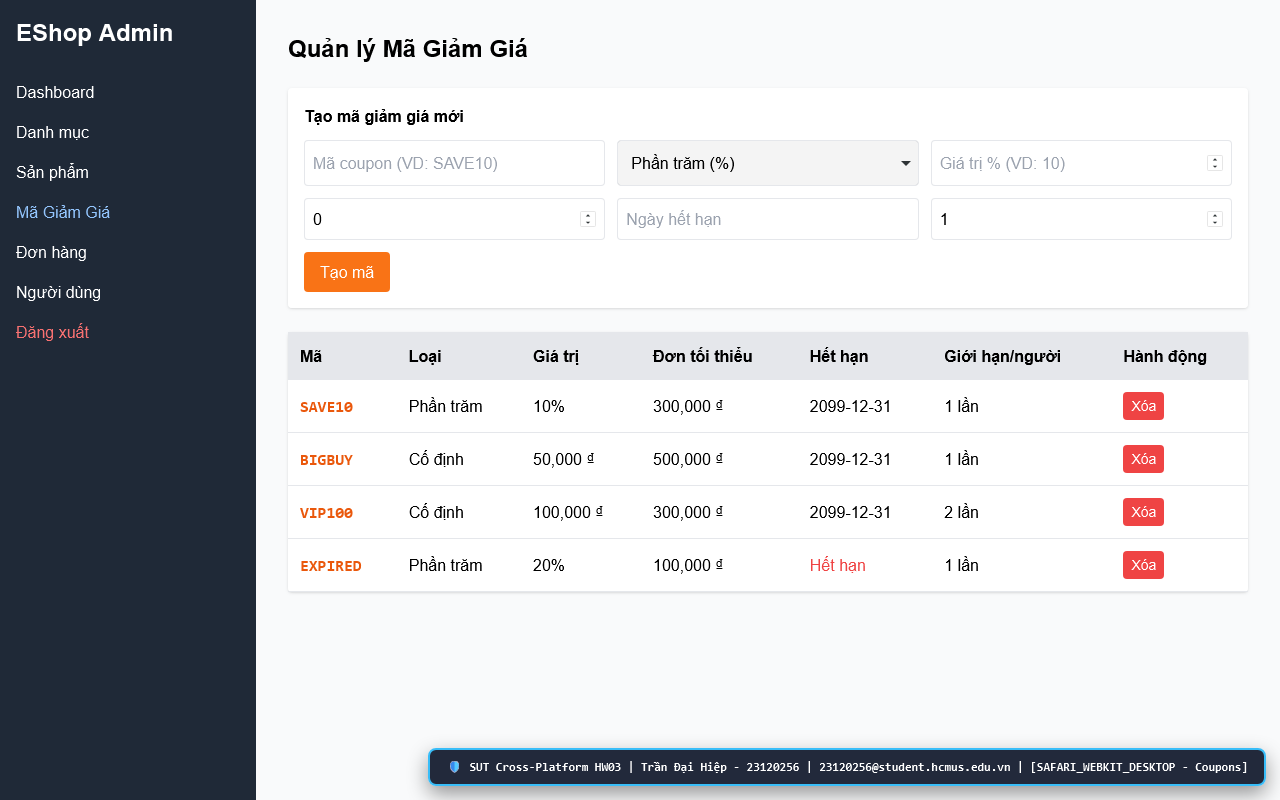 EShop Admin
Dashboard
Danh mục
Sản phẩm
Mã Giảm Giá
Đơn hàng
Người dùng
Đăng xuất
Quản lý Mã Giảm Giá
Tạo mã giảm giá mới
Mã coupon (VD: SAVE10) Phần trăm (%) Giá trị % (VD: 10)
0 Ngày hết hạn 1
Tạo mã
Mã Loại Giá trị Đơn tối thiểu Hết hạn Giới hạn/người Hành động
SAVE10 Phần trăm 10% 300,000 ₫ 2099-12-31 1 lần Xóa
BIGBUY Cố định 50,000 ₫ 500,000 ₫ 2099-12-31 1 lần Xóa
VIP100 Cố định 100,000 ₫ 300,000 ₫ 2099-12-31 2 lần Xóa
EXPIRED Phần trăm 20% 100,000 ₫ Hết hạn 1 lần Xóa
SUT Cross-Platform HW03 | Trần Đại Hiệp - 23120256 | 23120256@student.hcmus.edu.vn | [SAFARI_WEBKIT_DESKTOP - Coupons]